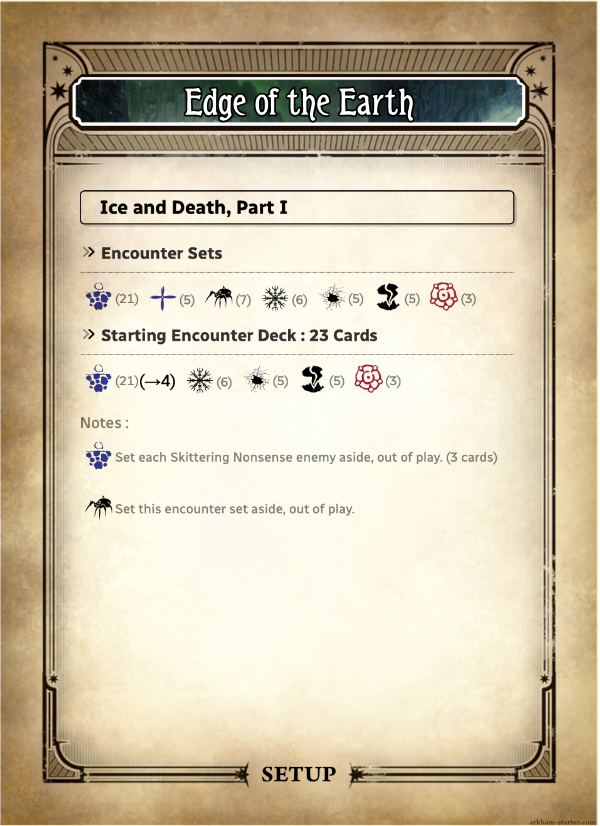 Edge of the Earth
Ice and Death, Part I
» Encounter Sets
(21) (5) (7) (6) (5) (5) (3)
» Starting Encounter Deck : 23 Cards
(21)(→4) (6) (5) (5) (3)
Notes :
Set each Skittering Nonsense enemy aside, out of play. (3 cards)
Set this encounter set aside, out of play.
SETUP
arkham-starter.com